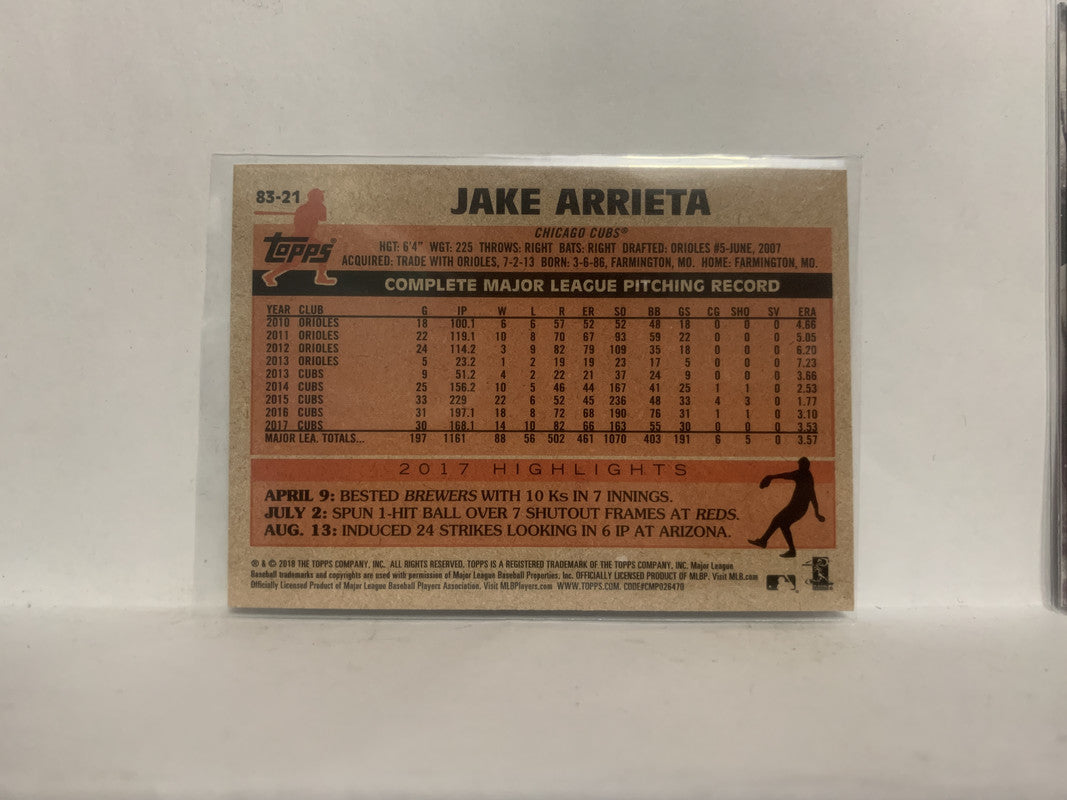 83-21
JAKE ARRIETA
Topps
CHICAGO CUBS®
HGT: 6'4" WGT: 225 THROWS: RIGHT BATS: RIGHT DRAFTED: ORIOLES #5-JUNE, 2007
ACQUIRED: TRADE WITH ORIOLES, 7-2-13 BORN: 3-6-86, FARMINGTON, MO. HOME: FARMINGTON, MO.
COMPLETE MAJOR LEAGUE PITCHING RECORD
YEAR CLUB G IP W L R ER SO BB GS CG SHO SV ERA
2010 ORIOLES 18 100.1 6 6 57 52 52 48 18 0 0 0 4.66
2011 ORIOLES 22 119.1 10 8 70 67 93 59 22 0 0 0 5.05
2012 ORIOLES 24 114.2 3 9 82 79 109 35 18 0 0 0 6.20
2013 ORIOLES 5 23.2 1 2 19 19 23 17 5 0 0 0 7.23
2013 CUBS 9 51.2 4 2 22 21 37 24 9 0 0 0 3.66
2014 CUBS 25 156.2 10 5 46 44 167 41 25 1 1 0 2.53
2015 CUBS 33 229 22 6 52 45 236 48 33 4 3 0 1.77
2016 CUBS 31 197.1 18 8 72 68 190 76 31 1 1 0 3.10
2017 CUBS 30 168.1 14 10 82 66 163 55 30 0 0 0 3.53
MAJOR LEA. TOTALS... 197 1161 88 56 502 461 1070 403 191 6 5 0 3.57
2017 HIGHLIGHTS
APRIL 9: BESTED BREWERS WITH 10 Ks IN 7 INNINGS.
JULY 2: SPUN 1-HIT BALL OVER 7 SHUTOUT FRAMES AT REDS.
AUG. 13: INDUCED 24 STRIKES LOOKING IN 6 IP AT ARIZONA.
® & © 2018 THE TOPPS COMPANY, INC. ALL RIGHTS RESERVED. TOPPS IS A REGISTERED TRADEMARK OF THE TOPPS COMPANY, INC. Major League
Baseball trademarks and copyrights are used with permission of Major League Baseball Properties, Inc. OFFICIALLY LICENSED PRODUCT OF MLBP. Visit MLB.com
Officially Licensed Product of Major League Baseball Players Association. Visit MLBPlayers.com WWW.TOPPS.COM. CODE#CMP026470